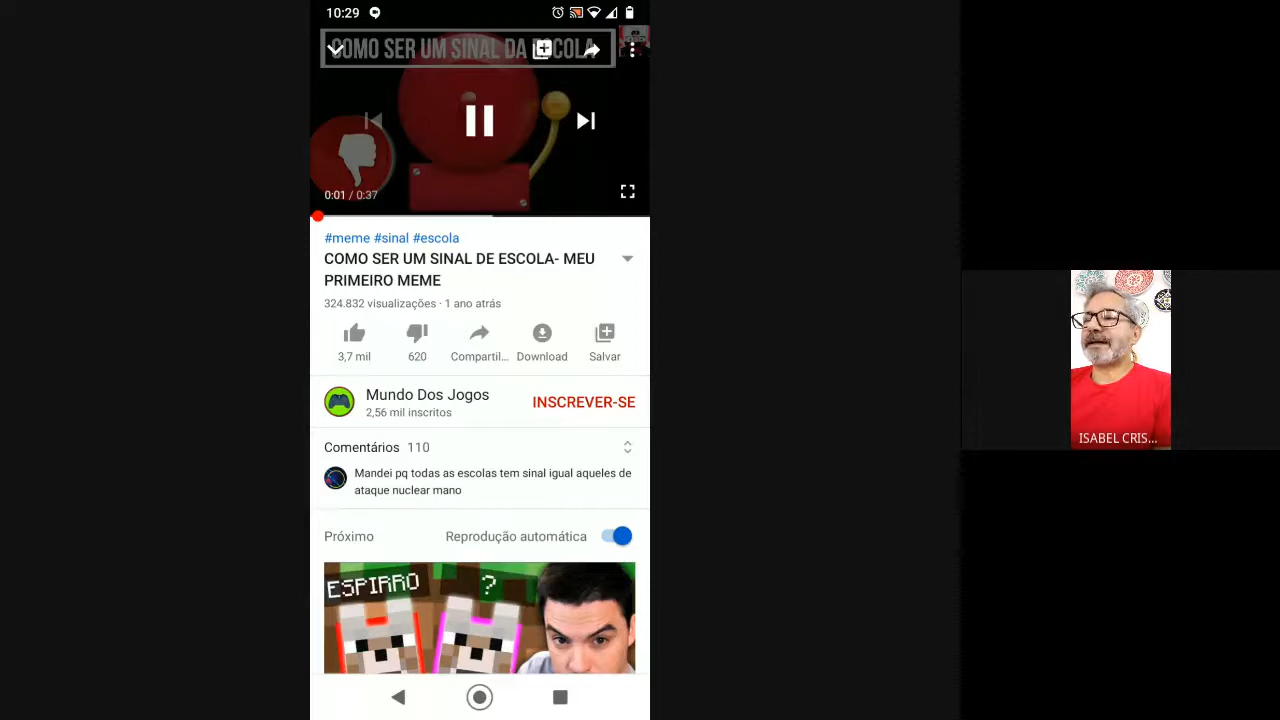 10:29
COMO SER UM SINAL DA ESCOLA
0:01 / 0:37
#meme #sinal #escola
COMO SER UM SINAL DE ESCOLA- MEU
PRIMEIRO MEME
324.832 visualizações · 1 ano atrás
3,7 mil 620 Compartil... Download Salvar
Mundo Dos Jogos
2,56 mil inscritos
INSCREVER-SE
Comentários 110
Mandei pq todas as escolas tem sinal igual aqueles de
ataque nuclear mano
Próximo Reprodução automática
ESPIRRO ?
ISABEL CRIS...